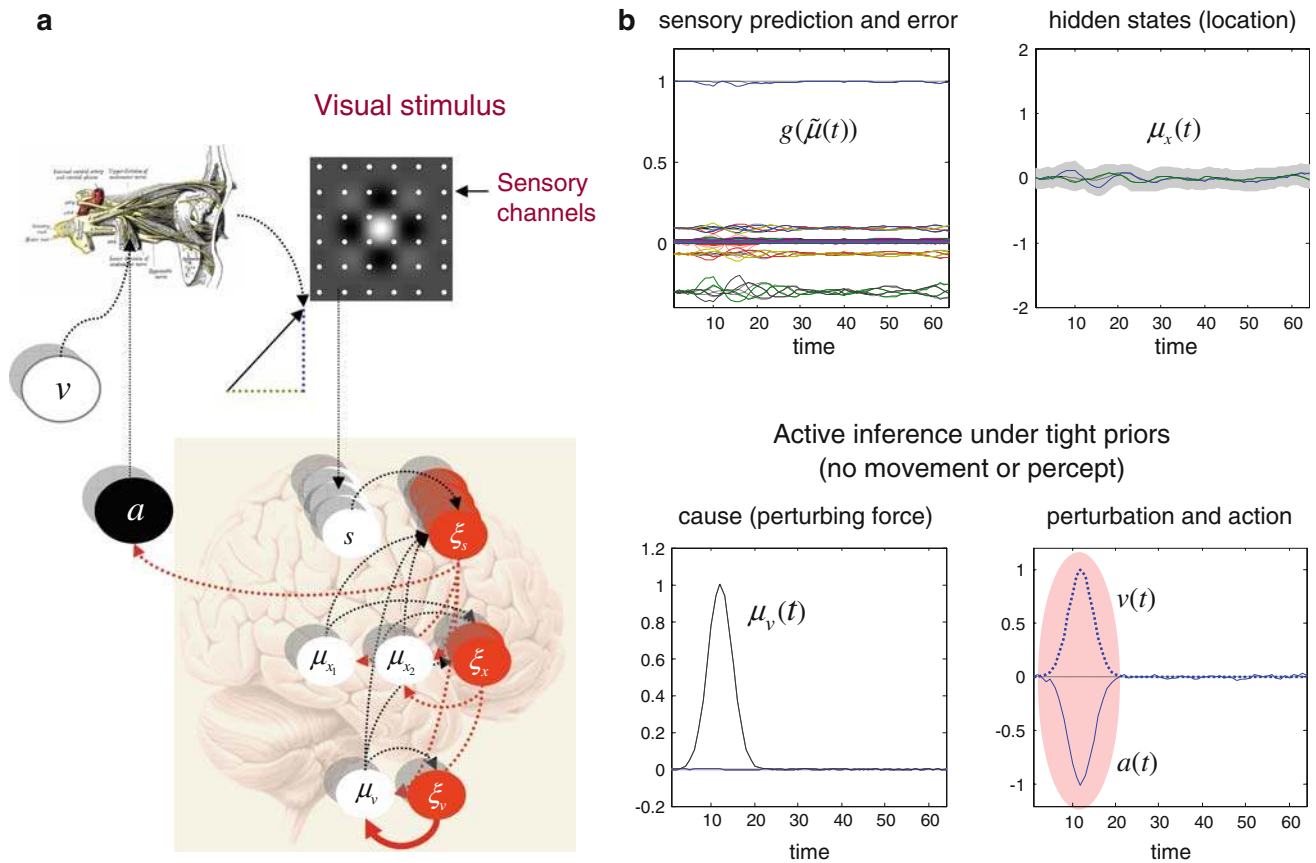 a
Visual stimulus
Sensory
channels
v
a
s
ξs
μx1
μx2
ξx
μv
ξv
b
sensory prediction and error
g(μ̃(t))
1
0.5
0
10 20 30 40 50 60
time
hidden states (location)
μx(t)
2
1
0
-1
-2
10 20 30 40 50 60
time
Active inference under tight priors
(no movement or percept)
cause (perturbing force)
μv(t)
1.2
1
0.8
0.6
0.4
0.2
0
-0.2
10 20 30 40 50 60
time
perturbation and action
v(t)
a(t)
1
0.5
0
-0.5
-1
10 20 30 40 50 60
time